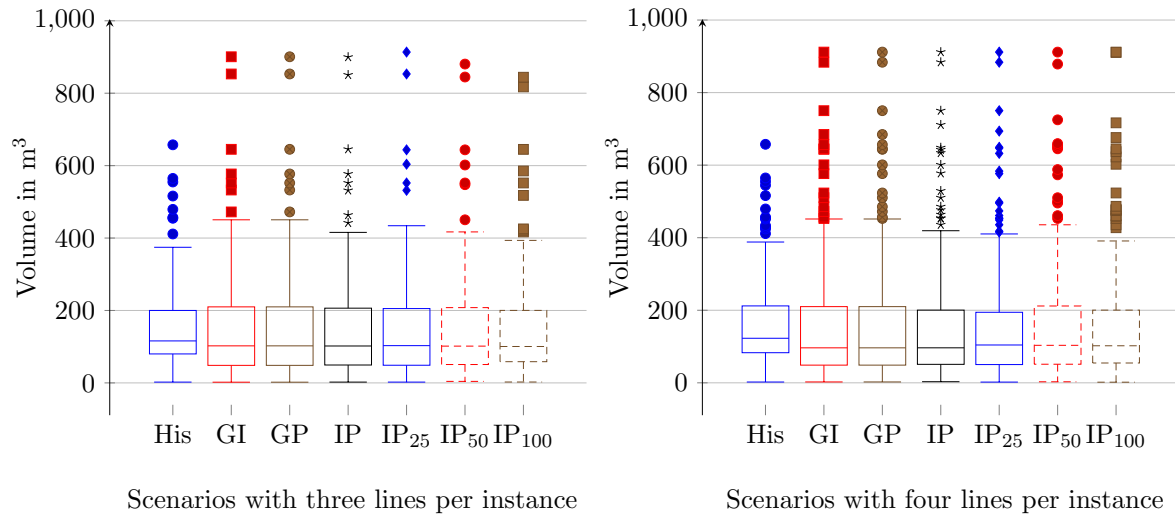 1,000
800
600
400
200
0
Volume in m³
His GI GP IP IP₂₅ IP₅₀ IP₁₀₀
Scenarios with three lines per instance
1,000
800
600
400
200
0
Volume in m³
His GI GP IP IP₂₅ IP₅₀ IP₁₀₀
Scenarios with four lines per instance